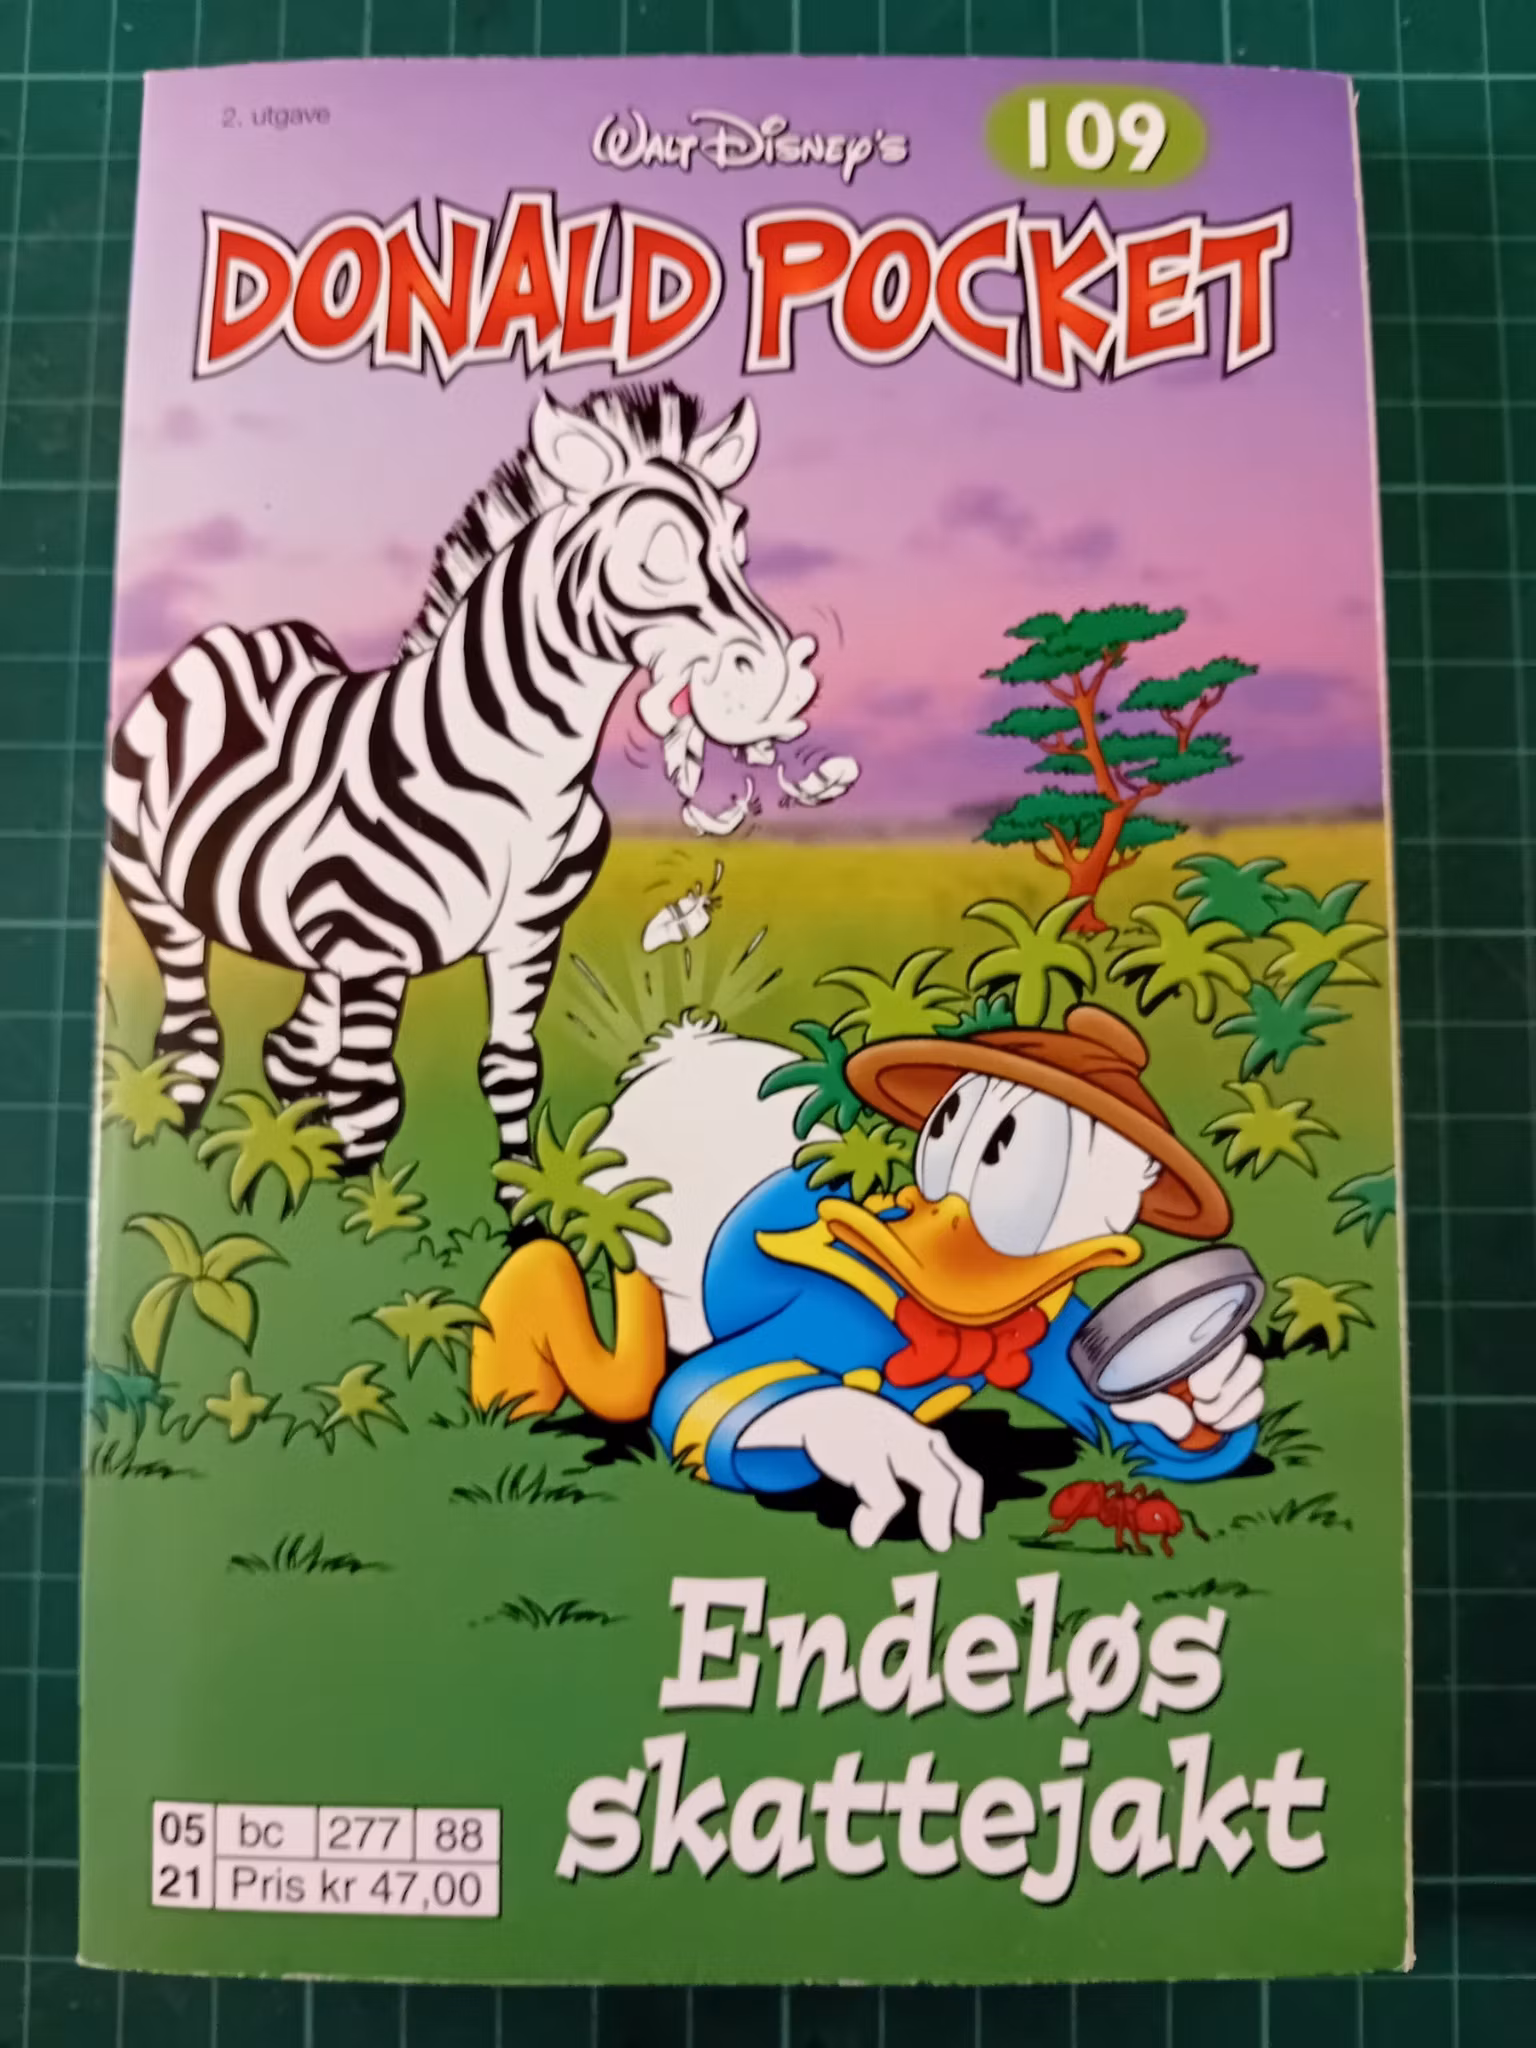 2. utgave
WALT DISNEY'S
109
DONALD POCKET
Endeløs
skattejakt
05 bc 277 88
21 Pris kr 47,00